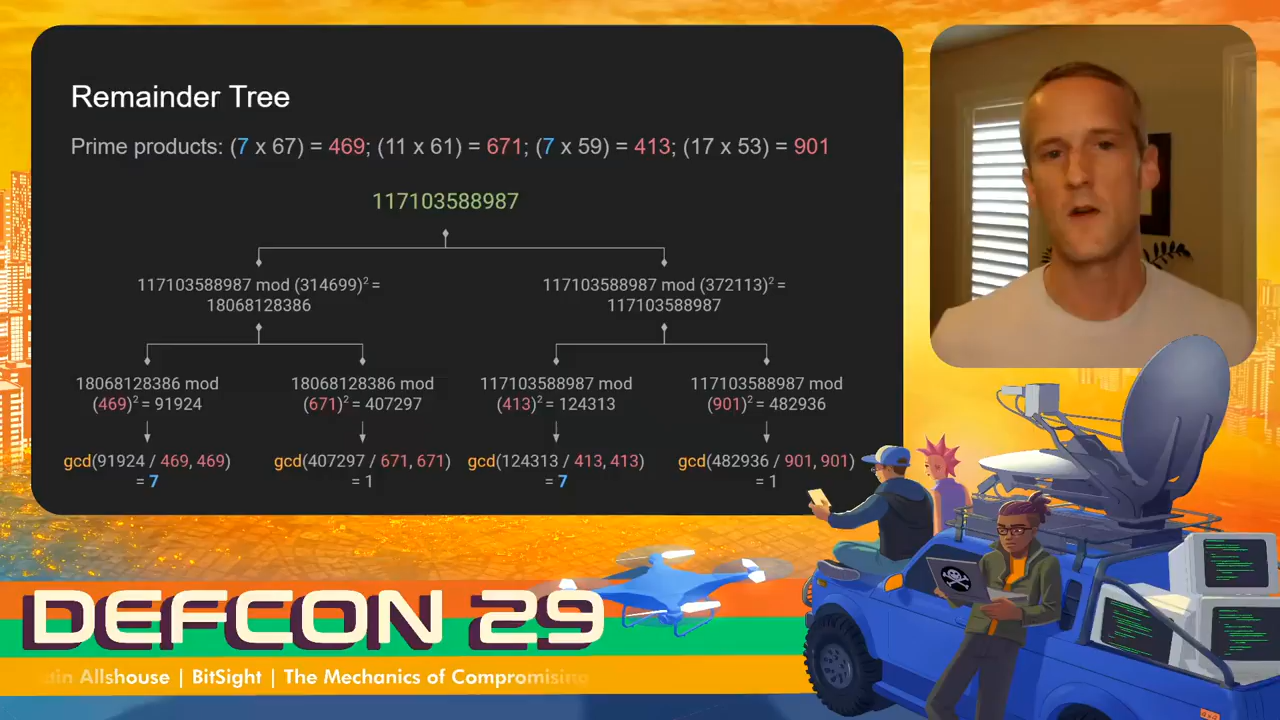 Remainder Tree
Prime products: (7 x 67) = 469; (11 x 61) = 671; (7 x 59) = 413; (17 x 53) = 901
117103588987
117103588987 mod (314699)² =
18068128386
117103588987 mod (372113)² =
117103588987
18068128386 mod
(469)² = 91924
18068128386 mod
(671)² = 407297
117103588987 mod
(413)² = 124313
117103588987 mod
(901)² = 482936
gcd(91924 / 469, 469)
= 7
gcd(407297 / 671, 671)
= 1
gcd(124313 / 413, 413)
= 7
gcd(482936 / 901, 901)
= 1
DEFCON 29
Allshouse | BitSight | The Mechanics of Compromising